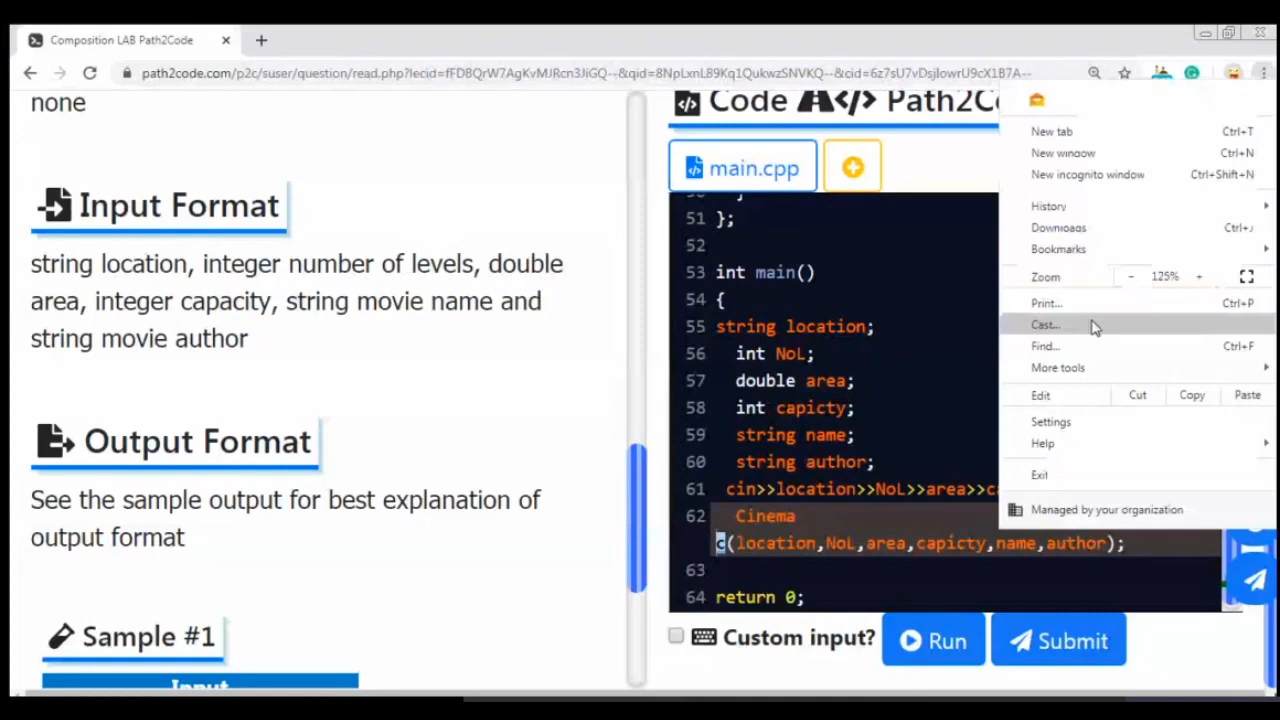 Composition LAB Path2Code
path2code.com/p2c/suser/question/read.php?lecid=fFD8QrW7AgKvMJRcn3JiGQ--&qid=8NpLxnL89Kq1QukwzSNVKQ--&cid=6z7sU7vDsjlowrU9cX1B7A--
none
Input Format
string location, integer number of levels, double
area, integer capacity, string movie name and
string movie author
Output Format
See the sample output for best explanation of
output format
Sample #1
Input
Code </> Path2Co
main.cpp
50 }
51 };
52
53 int main()
54 {
55 string location;
56 int NoL;
57 double area;
58 int capicty;
59 string name;
60 string author;
61 cin>>location>>NoL>>area>>ca
62 Cinema
c(location,NoL,area,capicty,name,author);
63
64 return 0;
Custom input?
Run
Submit
New tab Ctrl+T
New window Ctrl+N
New incognito window Ctrl+Shift+N
History
Downloads Ctrl+J
Bookmarks
Zoom - 125% +
Print... Ctrl+P
Cast...
Find... Ctrl+F
More tools
Edit Cut Copy Paste
Settings
Help
Exit
Managed by your organization